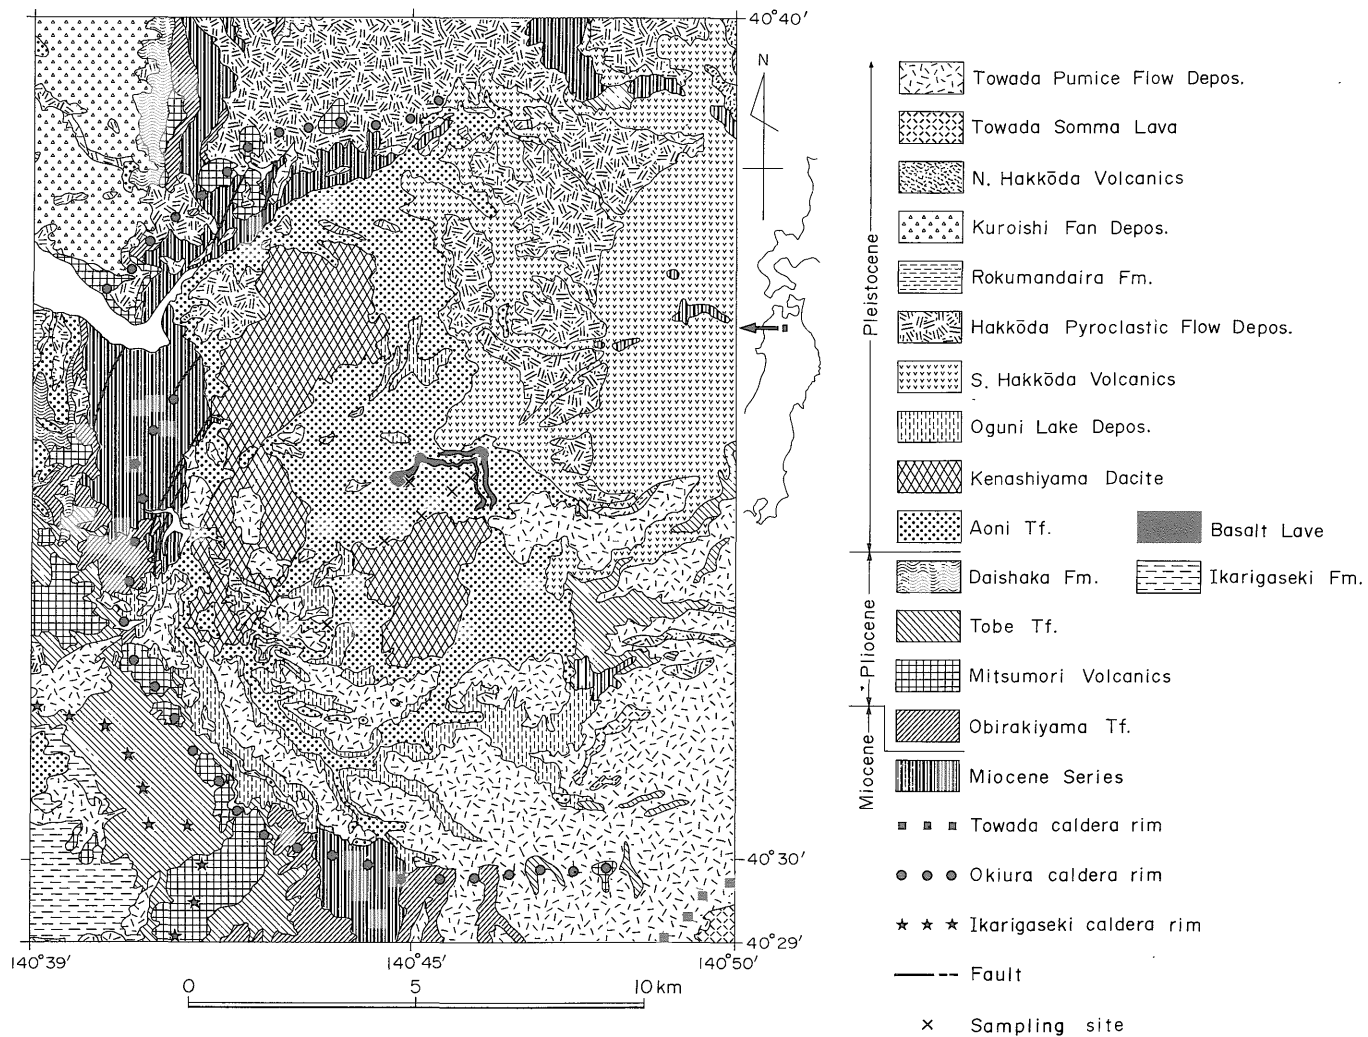 40°40′
N
40°30′
40°29′
140°39′
140°45′
140°50′
0
5
10 km
Pleistocene
Pliocene
Miocene
Towada Pumice Flow Depos.
Towada Somma Lava
N. Hakkōda Volcanics
Kuroishi Fan Depos.
Rokumandaira Fm.
Hakkōda Pyroclastic Flow Depos.
S. Hakkōda Volcanics
Oguni Lake Depos.
Kenashiyama Dacite
Aoni Tf.
Basalt Lave
Daishaka Fm.
Ikarigaseki Fm.
Tobe Tf.
Mitsumori Volcanics
Obirakiyama Tf.
Miocene Series
Towada caldera rim
Okiura caldera rim
Ikarigaseki caldera rim
Fault
Sampling site